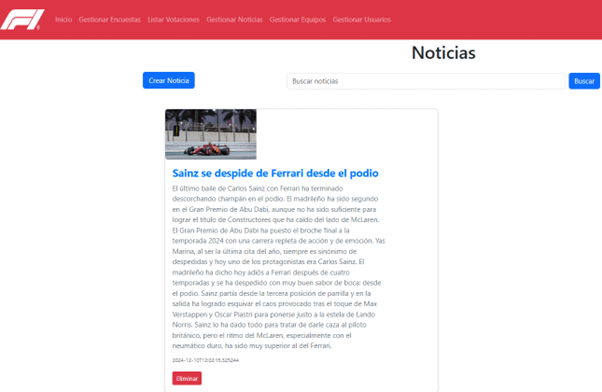 Inicio Gestionar Encuestas Listar Votaciones Gestionar Noticias Gestionar Equipos Gestionar Usuarios
Noticias
Crear Noticia
Buscar noticias
Buscar
Sainz se despide de Ferrari desde el podio
El último baile de Carlos Sainz con Ferrari ha terminado
descorchando champán en el podio. El madrileño ha sido segundo
en el Gran Premio de Abu Dabi, aunque no ha sido suficiente para
lograr el título de Constructores que ha caído del lado de McLaren.
El Gran Premio de Abu Dabi ha puesto el broche final a la
temporada 2024 con una carrera repleta de acción y de emoción. Yas
Marina, al ser la última cita del año, siempre es sinónimo de
despedidas y hoy uno de los protagonistas era Carlos Sainz. El
madrileño ha dicho hoy adiós a Ferrari después de cuatro
temporadas y se ha despedido con muy buen sabor de boca: desde
el podio. Sainz partía desde la tercera posición de parrilla y en la
salida ha logrado esquivar el caos provocado tras el toque de Max
Verstappen y Oscar Piastri para ponerse justo a la estela de Lando
Norris. Sainz lo ha dado todo para tratar de darle caza al piloto
británico, pero el ritmo del McLaren, especialmente con el
neumático duro, ha sido muy superior al del Ferrari.
2024-12-10T12:02:15.525244
Eliminar